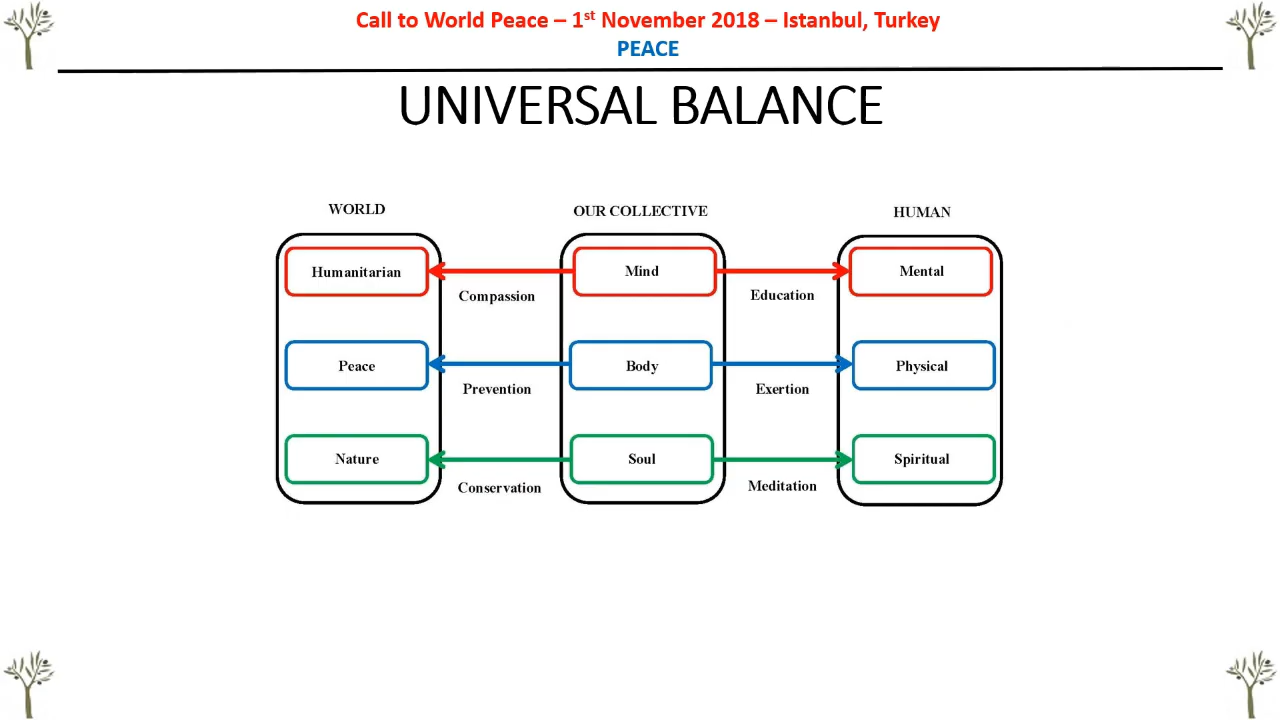 Call to World Peace – 1st November 2018 – Istanbul, Turkey
PEACE
UNIVERSAL BALANCE
WORLD
OUR COLLECTIVE
HUMAN
Humanitarian
Mind
Mental
Compassion
Education
Peace
Body
Physical
Prevention
Exertion
Nature
Soul
Spiritual
Conservation
Meditation